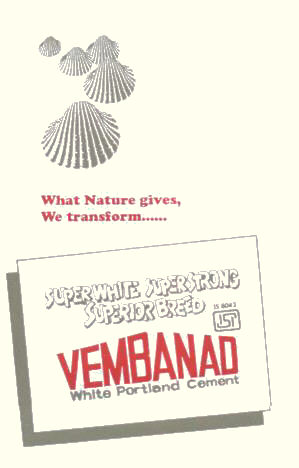 What Nature gives,
We transform......
SUPERWHITE SUPERSTRONG
SUPERIOR BREED
IS 8042
ISI
VEMBANAD
White Portland Cement